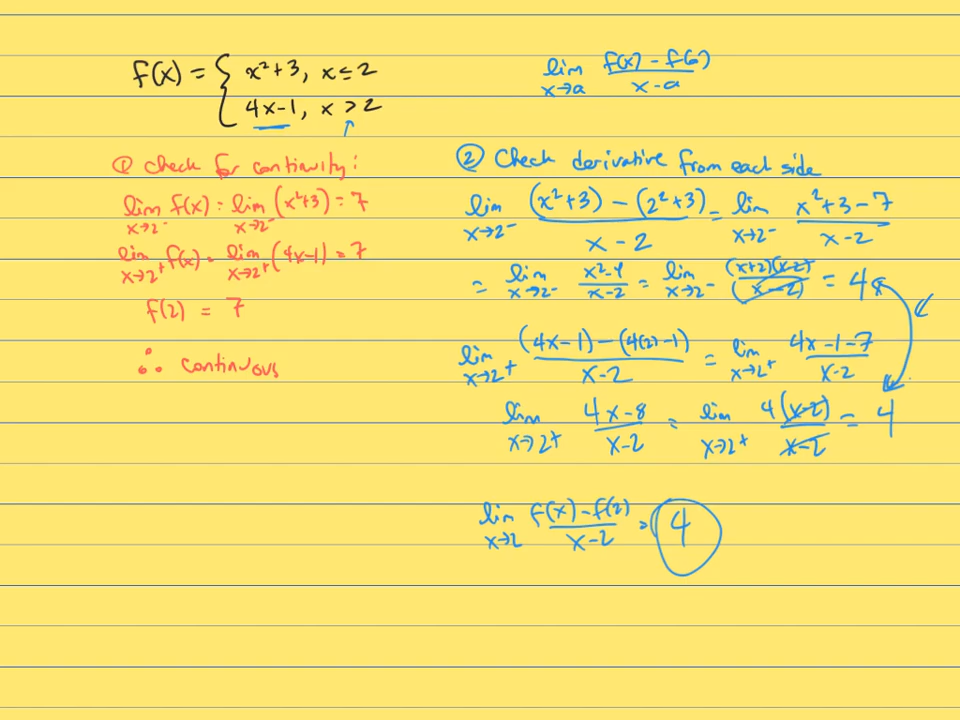 f(x) = { x²+3, x ≤ 2
4x-1, x > 2
lim x→a f(x) - f(a) / x-a
① Check for continuity:
lim x→2⁻ f(x) = lim x→2⁻ (x²+3) = 7
lim x→2⁺ f(x) = lim x→2⁺ (4x-1) = 7
f(2) = 7
∴ continuous
② Check derivative from each side
lim x→2⁻ (x²+3) - (2²+3) / x-2 = lim x→2⁻ x²+3-7 / x-2
= lim x→2⁻ x²-4 / x-2 = lim x→2⁻ (x+2)(x-2) / (x-2) = 4
lim x→2⁺ (4x-1) - (4(2)-1) / x-2 = lim x→2⁺ 4x-1-7 / x-2
lim x→2⁺ 4x-8 / x-2 = lim x→2⁺ 4(x-2) / x-2 = 4
lim x→2 f(x) - f(2) / x-2 = 4